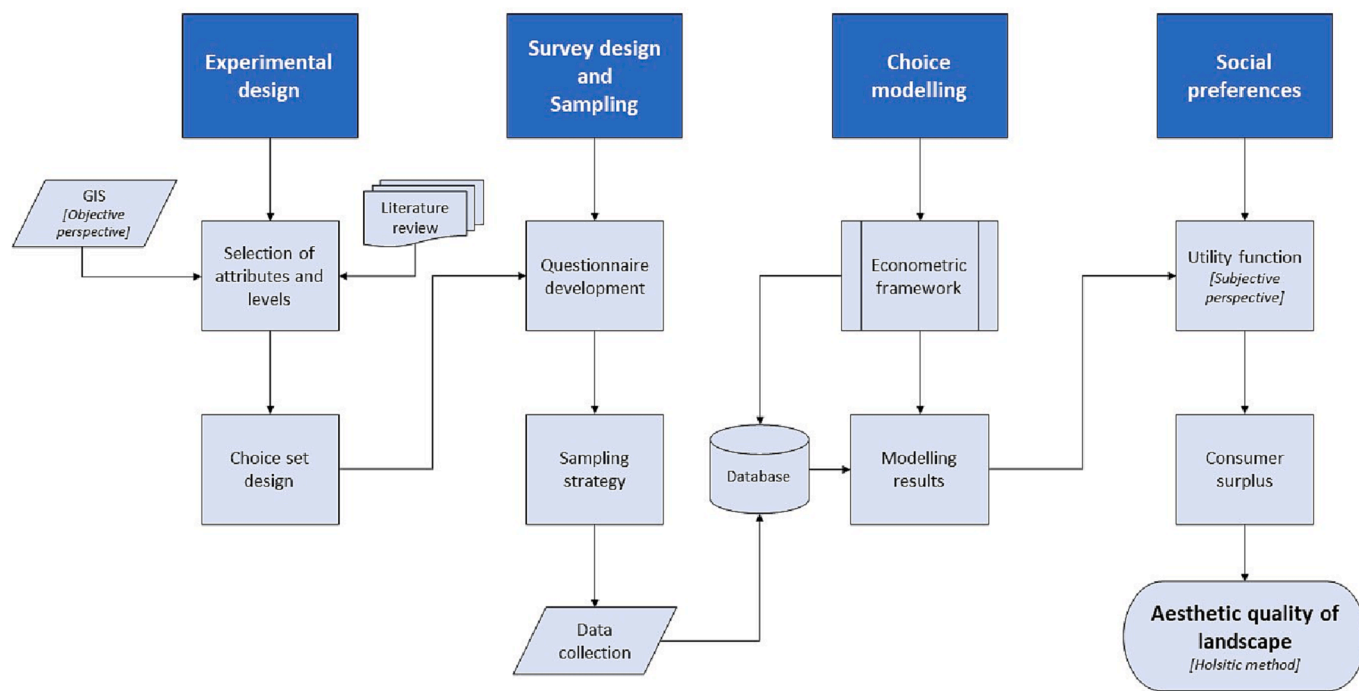 Experimental
design
Survey design
and
Sampling
Choice
modelling
Social
preferences
GIS
[Objective
perspective]
Literature
review
Selection of
attributes and
levels
Questionnaire
development
Econometric
framework
Utility function
[Subjective
perspective]
Choice set
design
Sampling
strategy
Database
Modelling
results
Consumer
surplus
Data
collection
Aesthetic quality of
landscape
[Holsitic method]